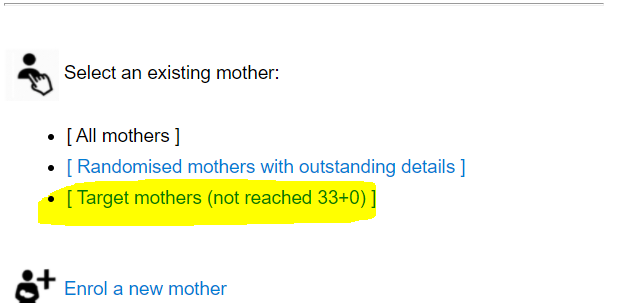 Select an existing mother:
[ All mothers ]
[ Randomised mothers with outstanding details ]
[ Target mothers (not reached 33+0) ]
Enrol a new mother